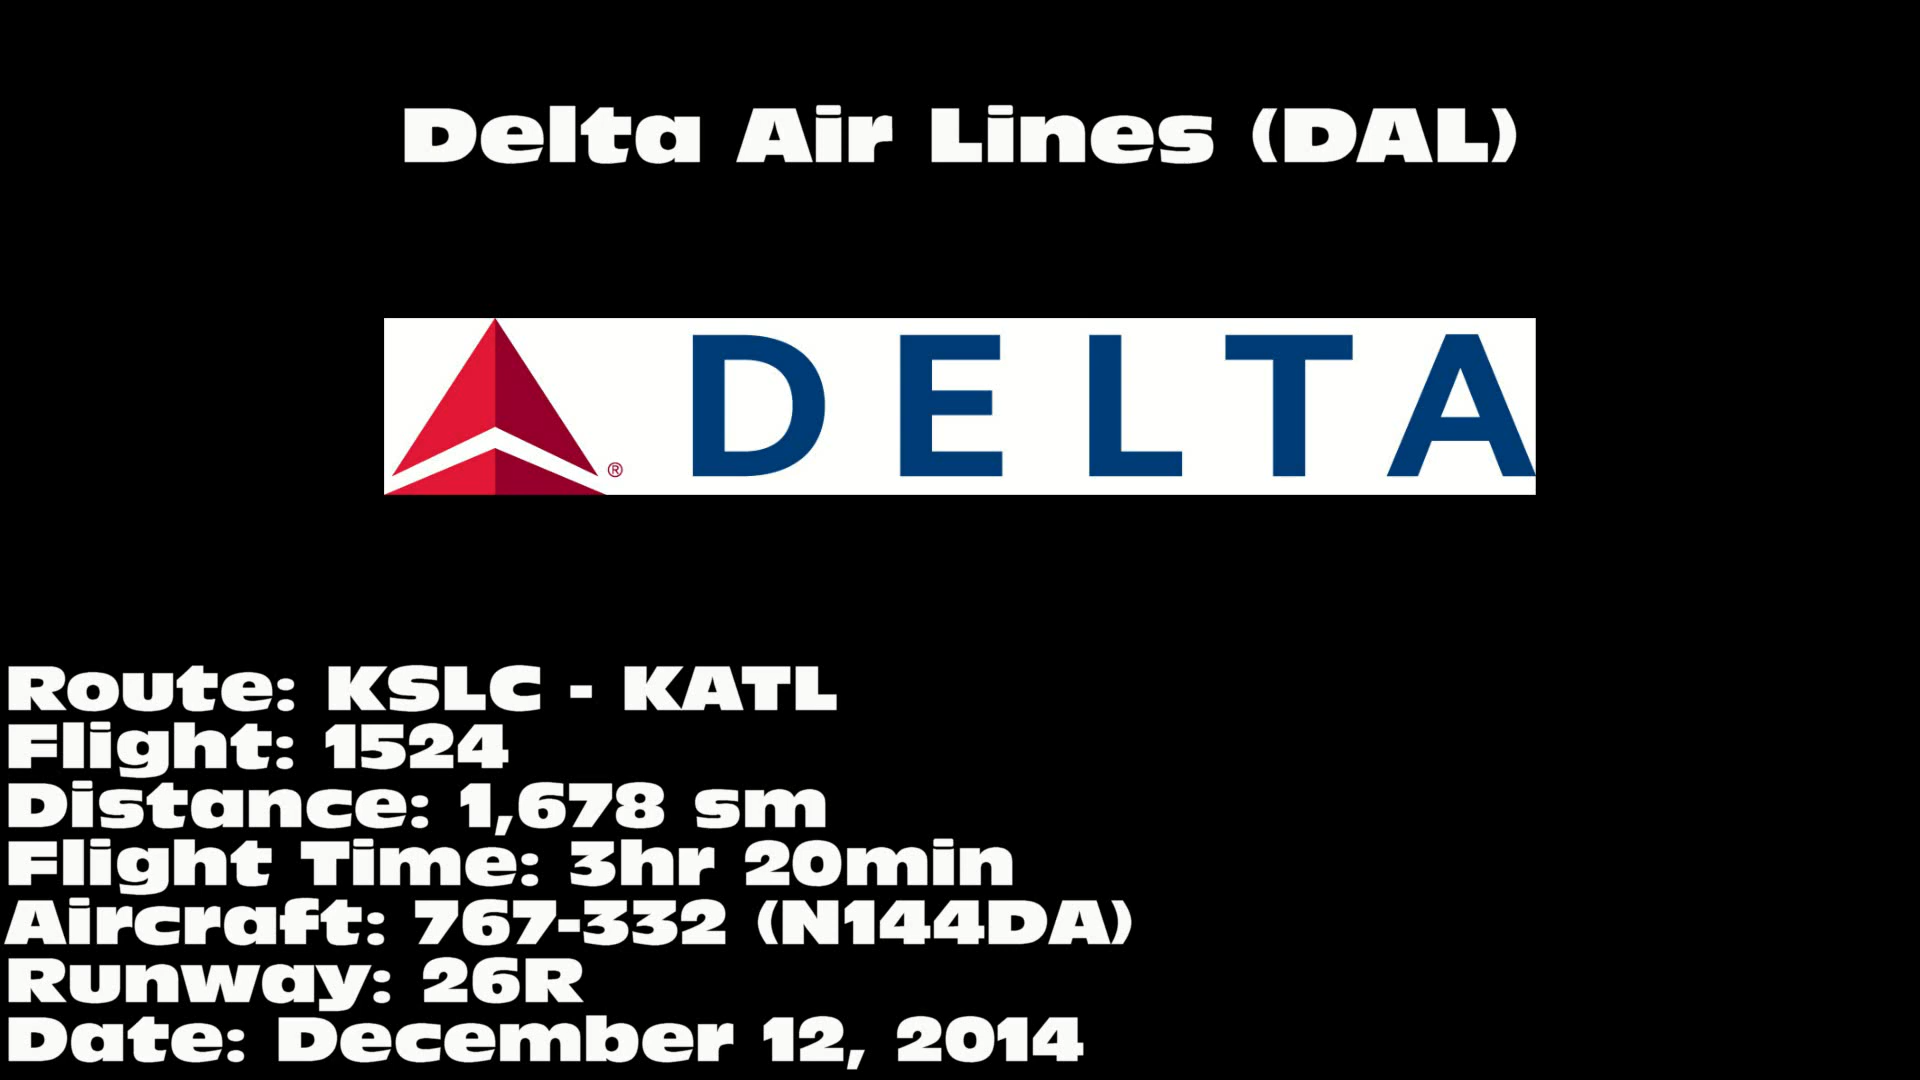 Delta Air Lines (DAL)
® DELTA
Route: KSLC - KATL
Flight: 1524
Distance: 1,678 sm
Flight Time: 3hr 20min
Aircraft: 767-332 (N144DA)
Runway: 26R
Date: December 12, 2014